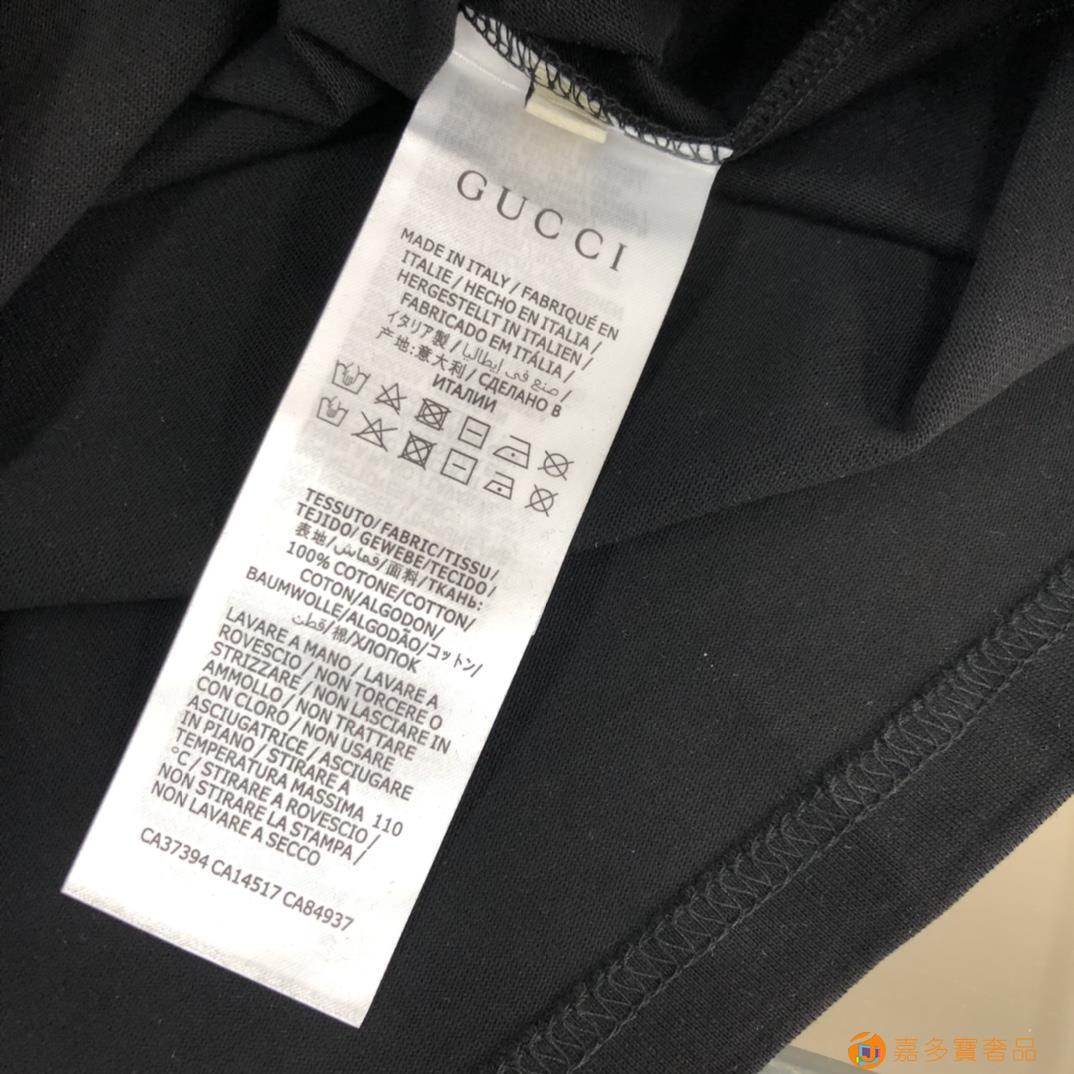 GUCCI
MADE IN ITALY / FABRIQUÉ EN
ITALIE / HECHO EN ITALIA /
HERGESTELLT IN ITALIEN /
FABRICADO EM ITÁLIA /
イタリア製 / صنع في إيطاليا /
产地:意大利 / СДЕЛАНО В
ИТАЛИИ
TESSUTO/ FABRIC/TISSU/
TEJIDO/ GEWEBE/TECIDO/
表地/قماش/面料/ТКАНЬ:
100% COTONE/COTTON/
COTON/ALGODON/
BAUMWOLLE/ALGODÃO/コットン/
قطن/棉/ХЛОПОК
LAVARE A MANO / LAVARE A
ROVESCIO / NON TORCERE O
STRIZZARE / NON LASCIARE IN
AMMOLLO / NON TRATTARE
CON CLORO / NON USARE
ASCIUGATRICE / ASCIUGARE
IN PIANO / STIRARE A
TEMPERATURA MASSIMA 110
°C / STIRARE A ROVESCIO /
NON STIRARE LA STAMPA /
NON LAVARE A SECCO
CA37394 CA14517 CA84937
嘉多寶奢品